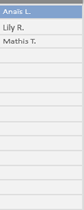 Anaïs L.
Lily R.
Mathis T.